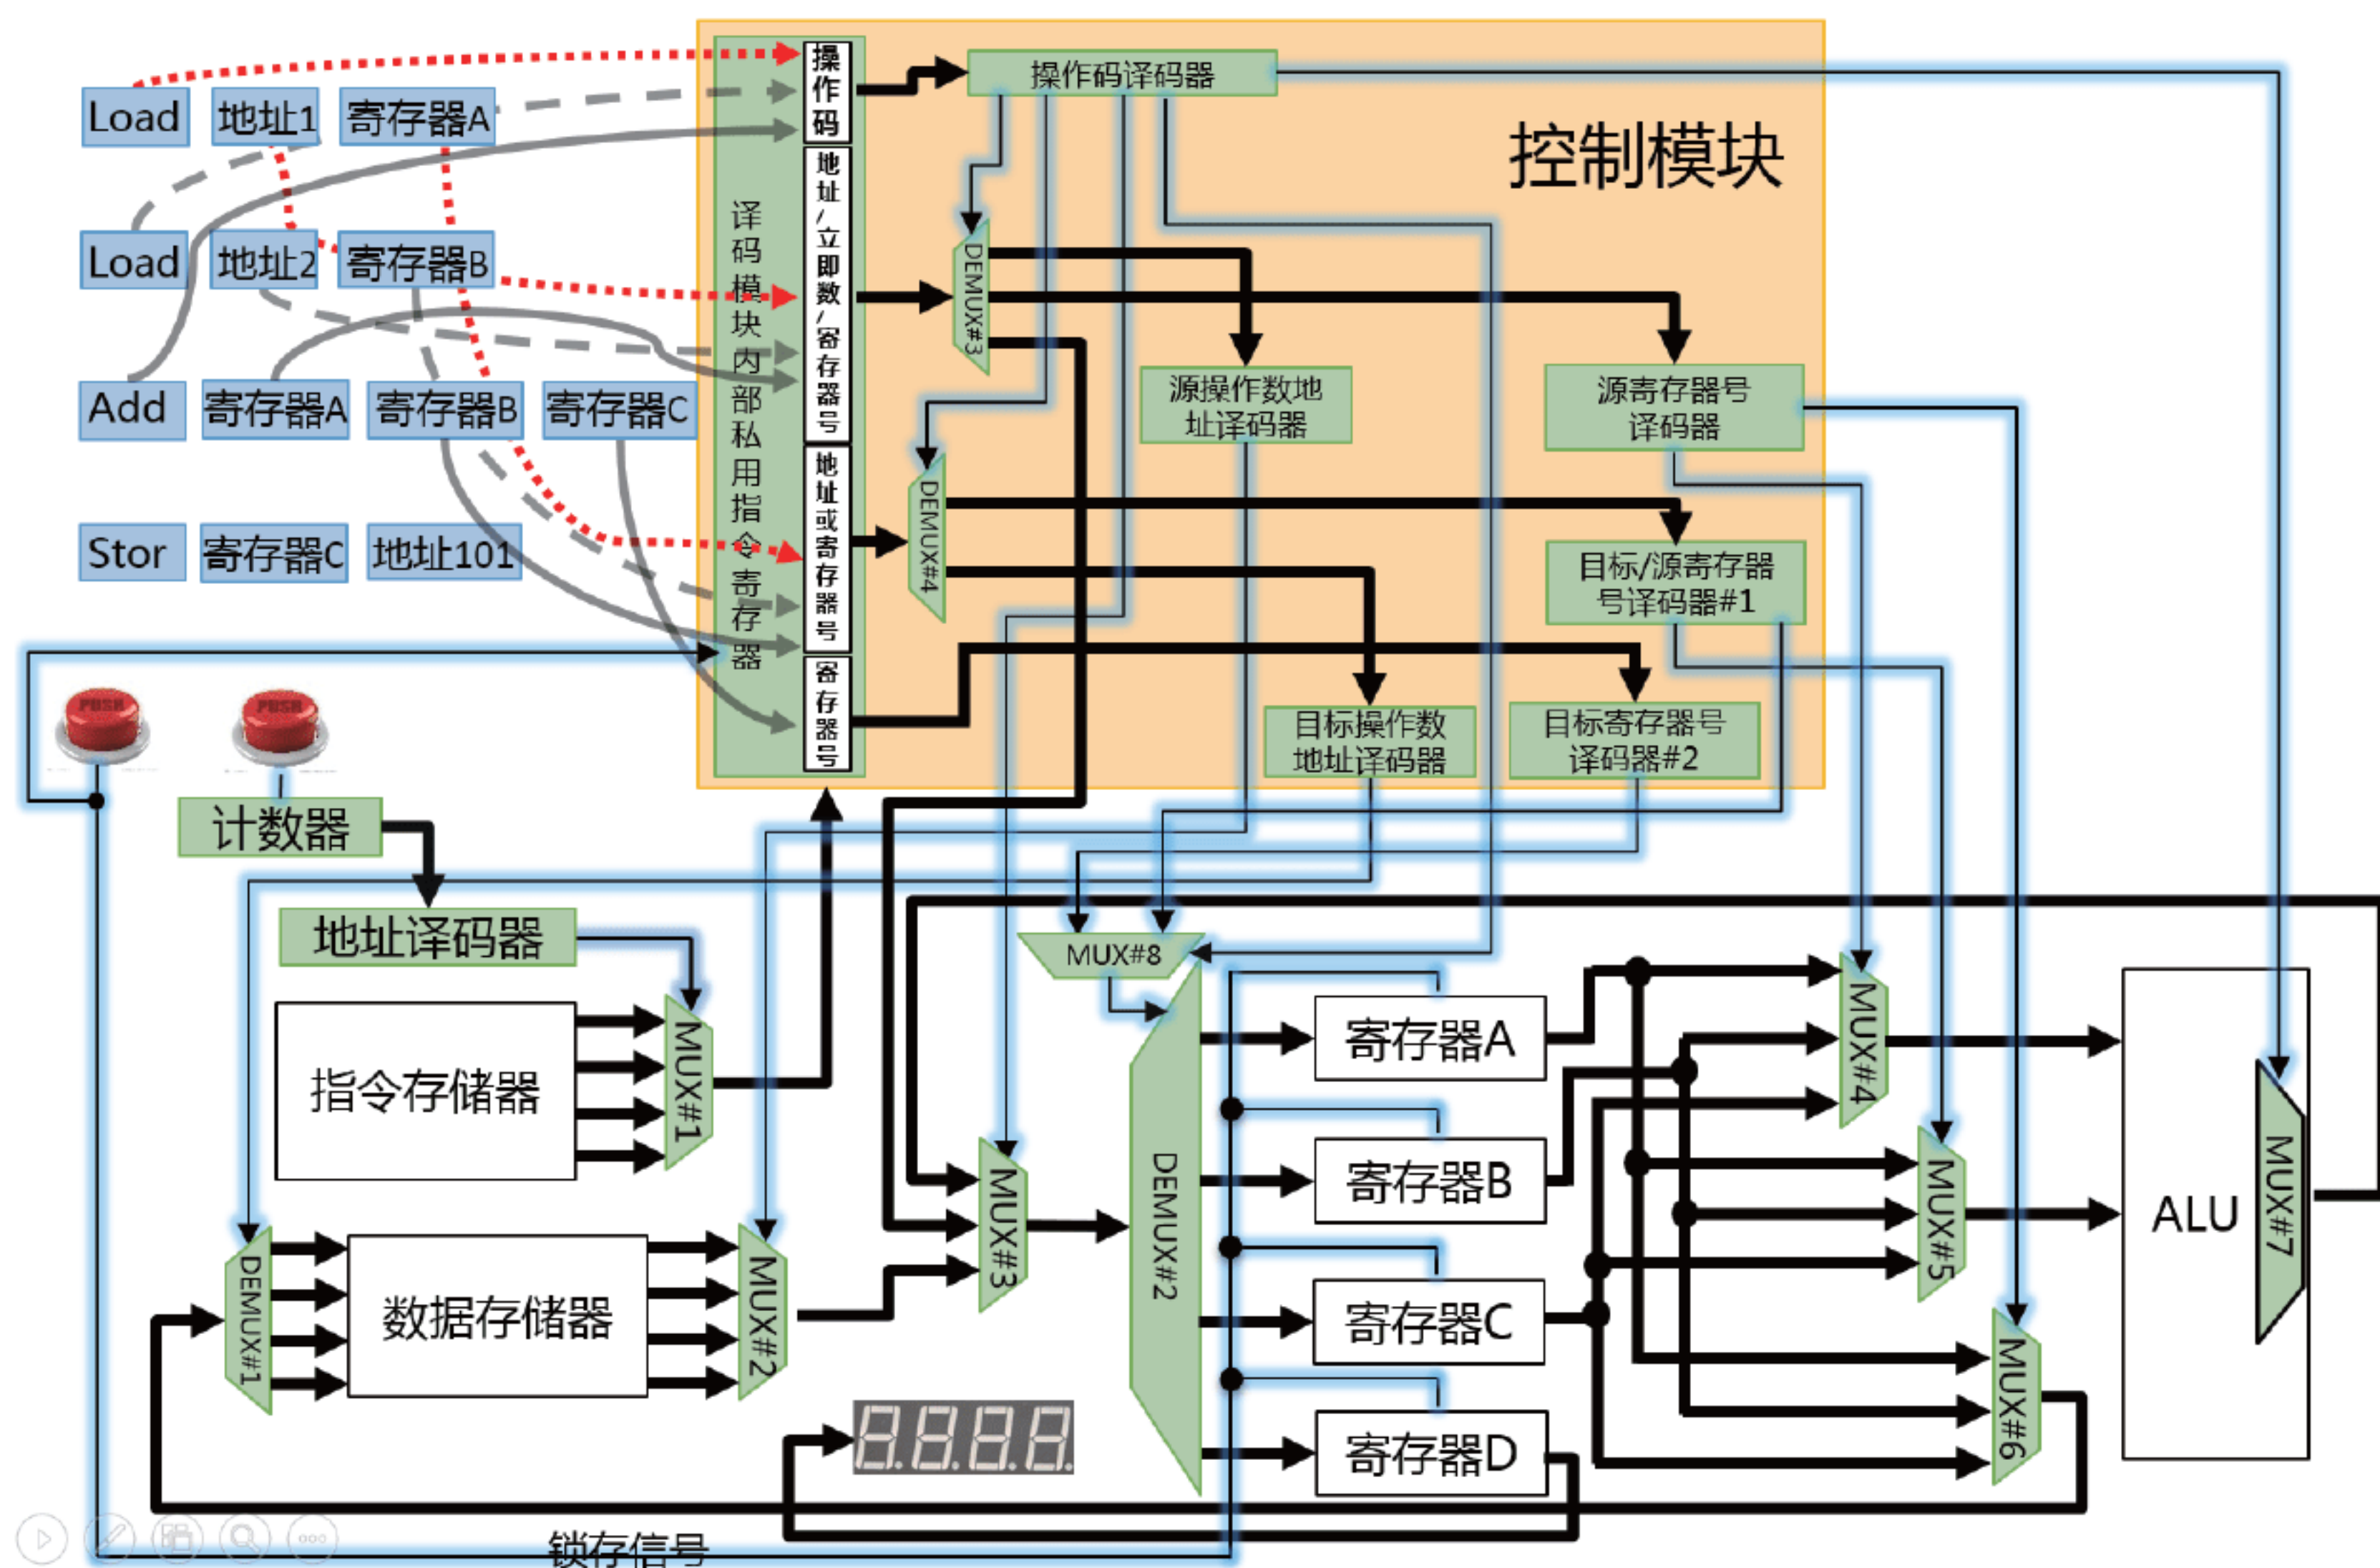 操作码
操作码译码器
控制模块
Load 地址1 寄存器A
Load 地址2 寄存器B
Add 寄存器A 寄存器B 寄存器C
Stor 寄存器C 地址101
译码模块内部私用指令寄存器
地址/立即数/寄存器号
地址或寄存器号
寄存器号
DEMUX#3
DEMUX#4
源操作数地
址译码器
源寄存器号
译码器
目标/源寄存器
号译码器#1
目标操作数
地址译码器
目标寄存器号
译码器#2
PUSH
PUSH
计数器
地址译码器
指令存储器
MUX#1
数据存储器
DEMUX#1
MUX#2
MUX#3
MUX#8
DEMUX#2
寄存器A
寄存器B
寄存器C
寄存器D
MUX#4
MUX#5
MUX#6
ALU
MUX#7
锁存信号